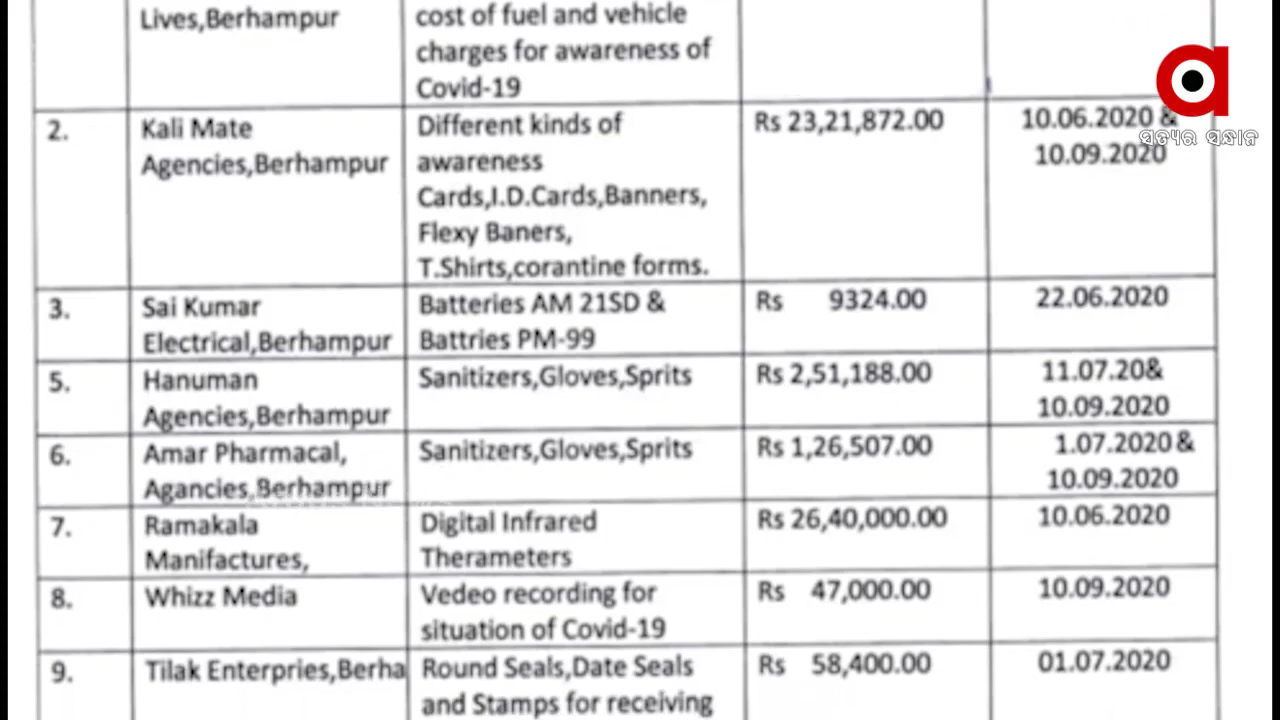 Lives,Berhampur
cost of fuel and vehicle
charges for awareness of
Covid-19
2.
Kali Mate
Agencies,Berhampur
Different kinds of
awareness
Cards,I.D.Cards,Banners,
Flexy Baners,
T.Shirts,corantine forms.
Rs 23,21,872.00
10.06.2020 &
10.09.2020
ସତ୍ୟର ସନ୍ଧାନ
3.
Sai Kumar
Electrical,Berhampur
Batteries AM 21SD &
Battries PM-99
Rs 9324.00
22.06.2020
5.
Hanuman
Agencies,Berhampur
Sanitizers,Gloves,Sprits
Rs 2,51,188.00
11.07.20&
10.09.2020
6.
Amar Pharmacal,
Agancies,Berhampur
Sanitizers,Gloves,Sprits
Rs 1,26,507.00
1.07.2020 &
10.09.2020
7.
Ramakala
Manifactures,
Digital Infrared
Therameters
Rs 26,40,000.00
10.06.2020
8.
Whizz Media
Vedeo recording for
situation of Covid-19
Rs 47,000.00
10.09.2020
9.
Tilak Enterpries,Berha
Round Seals,Date Seals
and Stamps for receiving
Rs 58,400.00
01.07.2020